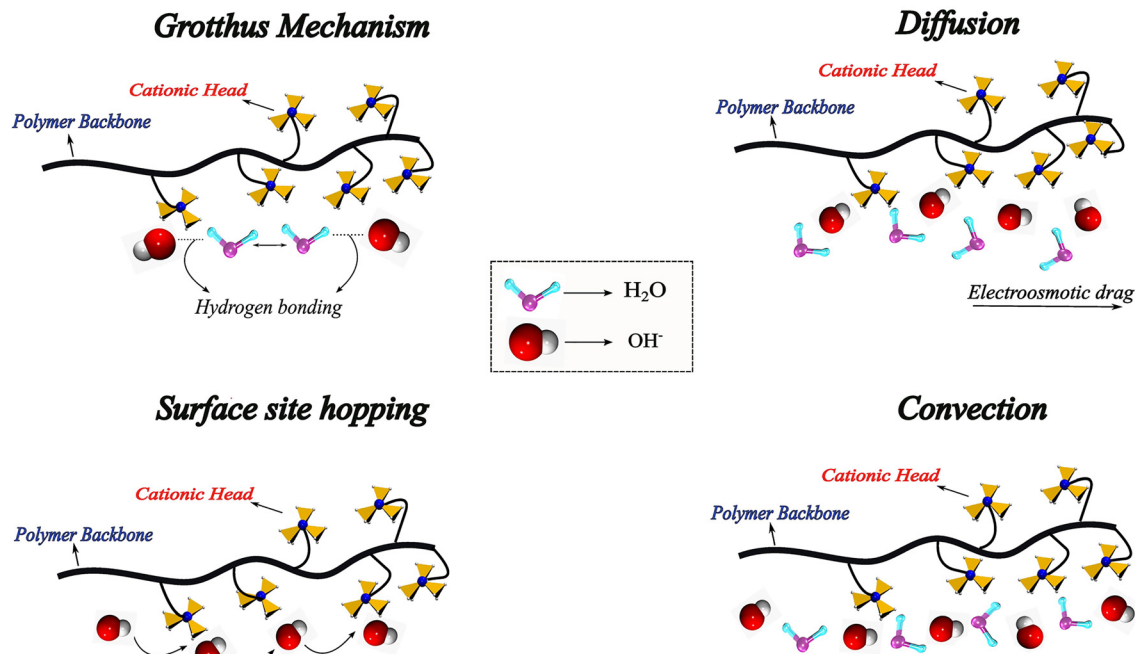 Grotthus Mechanism
Cationic Head
Polymer Backbone
Hydrogen bonding
Diffusion
Cationic Head
Polymer Backbone
Electroosmotic drag
H₂O
OH⁻
Surface site hopping
Cationic Head
Polymer Backbone
Convection
Cationic Head
Polymer Backbone